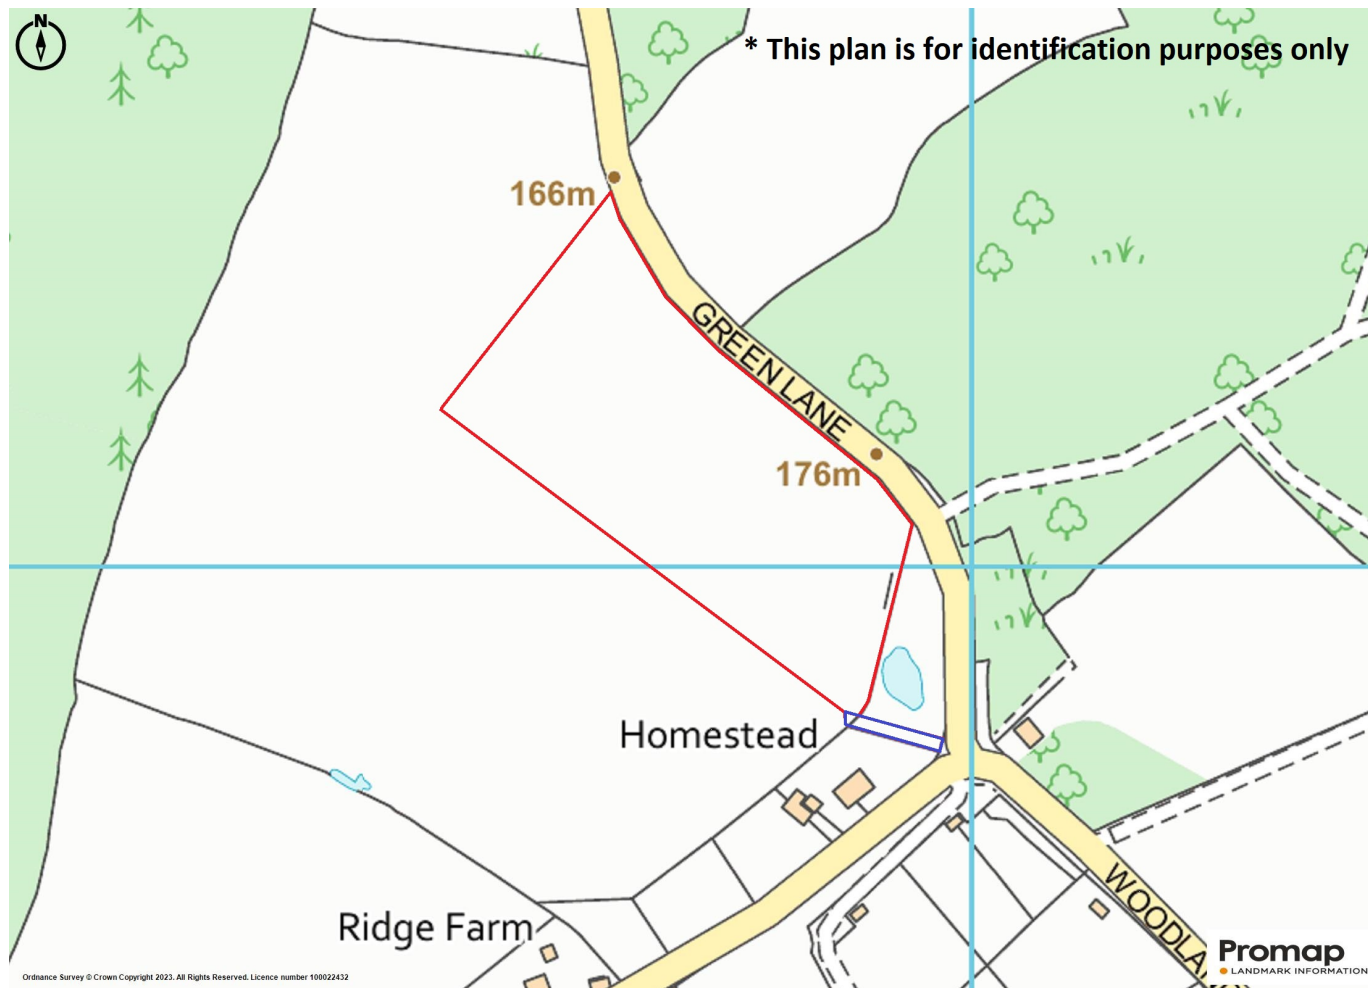 N
* This plan is for identification purposes only
166m
GREEN LANE
176m
Homestead
Ridge Farm
WOODLA
Promap
LANDMARK INFORMATION
Ordnance Survey © Crown Copyright 2023. All Rights Reserved. Licence number 100022432